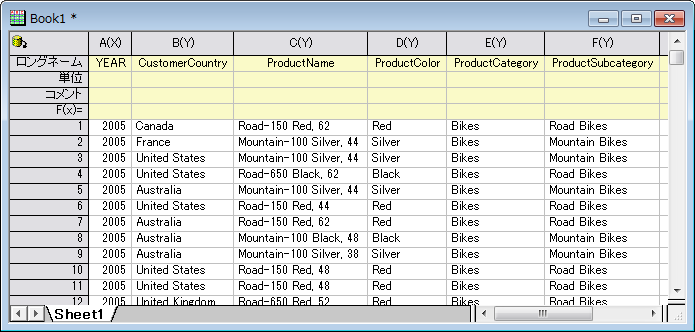 Book1 *
A(X) B(Y) C(Y) D(Y) E(Y) F(Y)
ロングネーム YEAR CustomerCountry ProductName ProductColor ProductCategory ProductSubcategory
単位
コメント
F(x)=
1 2005 Canada Road-150 Red, 62 Red Bikes Road Bikes
2 2005 France Mountain-100 Silver, 44 Silver Bikes Mountain Bikes
3 2005 United States Mountain-100 Silver, 44 Silver Bikes Mountain Bikes
4 2005 United States Road-650 Black, 62 Black Bikes Road Bikes
5 2005 Australia Mountain-100 Silver, 44 Silver Bikes Mountain Bikes
6 2005 United States Road-150 Red, 44 Red Bikes Road Bikes
7 2005 Australia Road-150 Red, 62 Red Bikes Road Bikes
8 2005 Australia Mountain-100 Black, 48 Black Bikes Mountain Bikes
9 2005 Australia Mountain-100 Silver, 38 Silver Bikes Mountain Bikes
10 2005 United States Road-150 Red, 48 Red Bikes Road Bikes
11 2005 United States Road-150 Red, 48 Red Bikes Road Bikes
12 2005 United Kingdom Road-650 Red, 52 Red Bikes Road Bikes
Sheet1